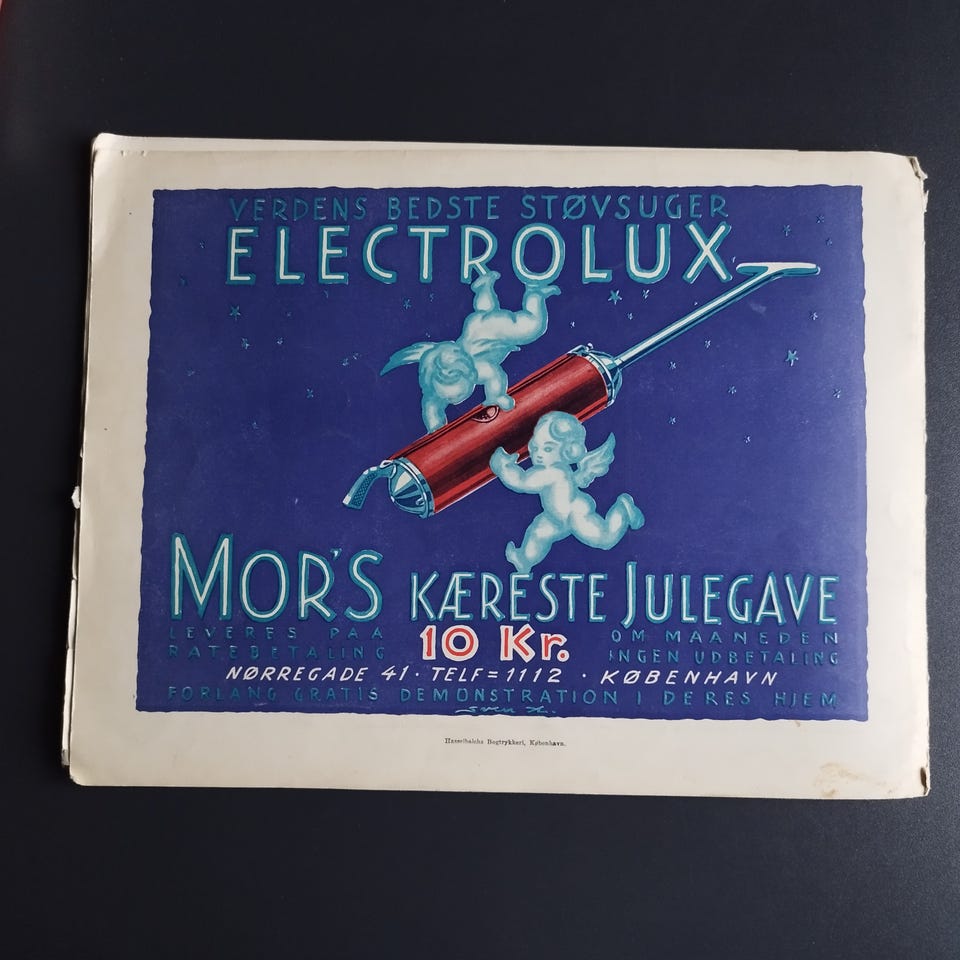 VERDENS BEDSTE STØVSUGER
ELECTROLUX
MOR'S KÆRESTE JULEGAVE
LEVERES PAA 10 Kr. OM MAANEDEN
RATEBETALING INGEN UDBETALING
NØRREGADE 41 · TELF = 1112 · KØBENHAVN
FORLANG GRATIS DEMONSTRATION I DERES HJEM
Bogtrykkeri, København.